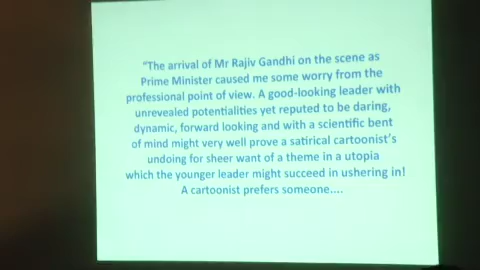 “The arrival of Mr Rajiv Gandhi on the scene as
Prime Minister caused me some worry from the
professional point of view. A good-looking leader with
unrevealed potentialities yet reputed to be daring,
dynamic, forward looking and with a scientific bent
of mind might very well prove a satirical cartoonist’s
undoing for sheer want of a theme in a utopia
which the younger leader might succeed in ushering in!
A cartoonist prefers someone....